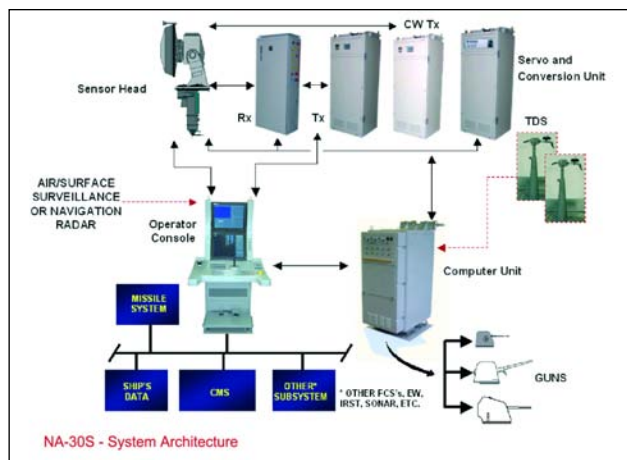 CW Tx
Servo and
Conversion Unit
Sensor Head
Rx
Tx
TDS
AIR/SURFACE
SURVEILLANCE
OR NAVIGATION
RADAR
Operator
Console
Computer Unit
MISSILE
SYSTEM
SHIP'S
DATA
CMS
OTHER*
SUBSYSTEM
* OTHER FCS's, EW,
IRST, SONAR, ETC.
GUNS
NA-30S - System Architecture